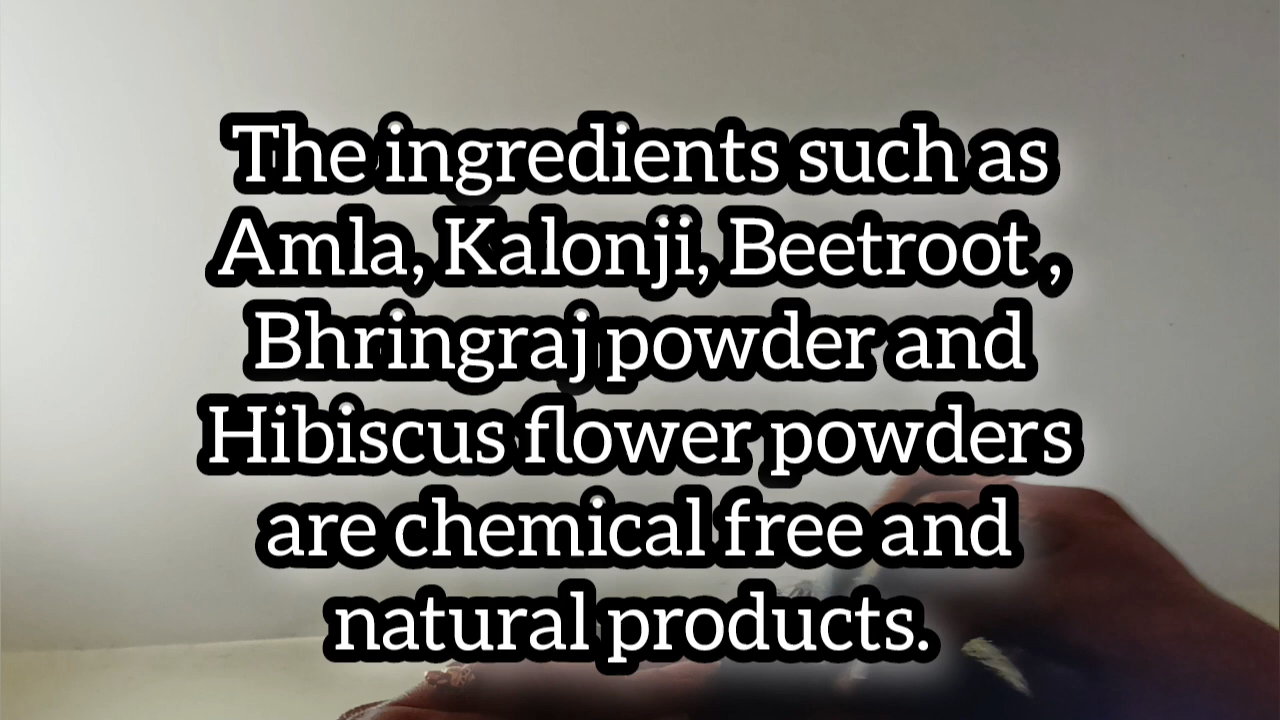 The ingredients such as
Amla, Kalonji, Beetroot ,
Bhringraj powder and
Hibiscus flower powders
are chemical free and
natural products.